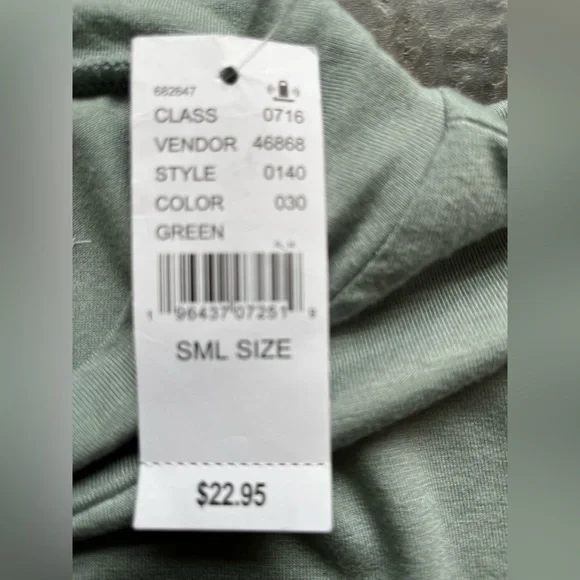 682647
CLASS 0716
VENDOR 46868
STYLE 0140
COLOR 030
GREEN
1 96437 07251 8
SML SIZE
$22.95